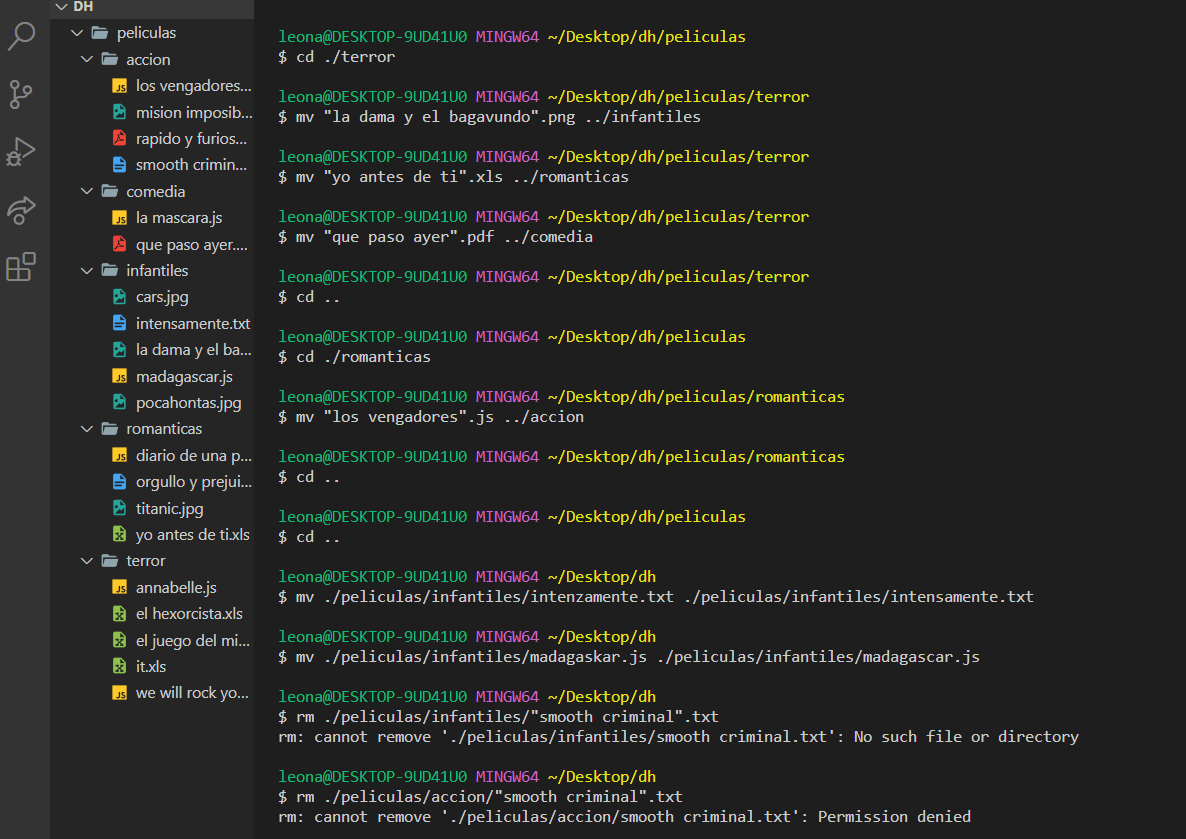 DH
peliculas
accion
los vengadores...
mision imposib...
rapido y furios...
smooth crimin...
comedia
la mascara.js
que paso ayer....
infantiles
cars.jpg
intensamente.txt
la dama y el ba...
madagascar.js
pocahontas.jpg
romanticas
diario de una p...
orgullo y prejui...
titanic.jpg
yo antes de ti.xls
terror
annabelle.js
el hexorcista.xls
el juego del mi...
it.xls
we will rock yo...
leona@DESKTOP-9UD41U0 MINGW64 ~/Desktop/dh/peliculas
$ cd ./terror
leona@DESKTOP-9UD41U0 MINGW64 ~/Desktop/dh/peliculas/terror
$ mv "la dama y el bagavundo".png ../infantiles
leona@DESKTOP-9UD41U0 MINGW64 ~/Desktop/dh/peliculas/terror
$ mv "yo antes de ti".xls ../romanticas
leona@DESKTOP-9UD41U0 MINGW64 ~/Desktop/dh/peliculas/terror
$ mv "que paso ayer".pdf ../comedia
leona@DESKTOP-9UD41U0 MINGW64 ~/Desktop/dh/peliculas/terror
$ cd ..
leona@DESKTOP-9UD41U0 MINGW64 ~/Desktop/dh/peliculas
$ cd ./romanticas
leona@DESKTOP-9UD41U0 MINGW64 ~/Desktop/dh/peliculas/romanticas
$ mv "los vengadores".js ../accion
leona@DESKTOP-9UD41U0 MINGW64 ~/Desktop/dh/peliculas/romanticas
$ cd ..
leona@DESKTOP-9UD41U0 MINGW64 ~/Desktop/dh/peliculas
$ cd ..
leona@DESKTOP-9UD41U0 MINGW64 ~/Desktop/dh
$ mv ./peliculas/infantiles/intenzamente.txt ./peliculas/infantiles/intensamente.txt
leona@DESKTOP-9UD41U0 MINGW64 ~/Desktop/dh
$ mv ./peliculas/infantiles/madagaskar.js ./peliculas/infantiles/madagascar.js
leona@DESKTOP-9UD41U0 MINGW64 ~/Desktop/dh
$ rm ./peliculas/infantiles/"smooth criminal".txt
rm: cannot remove './peliculas/infantiles/smooth criminal.txt': No such file or directory
leona@DESKTOP-9UD41U0 MINGW64 ~/Desktop/dh
$ rm ./peliculas/accion/"smooth criminal".txt
rm: cannot remove './peliculas/accion/smooth criminal.txt': Permission denied